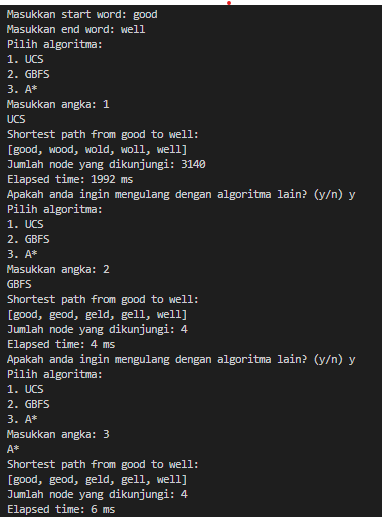 Masukkan start word: good
Masukkan end word: well
Pilih algoritma:
1. UCS
2. GBFS
3. A*
Masukkan angka: 1
UCS
Shortest path from good to well:
[good, wood, wold, woll, well]
Jumlah node yang dikunjungi: 3140
Elapsed time: 1992 ms
Apakah anda ingin mengulang dengan algoritma lain? (y/n) y
Pilih algoritma:
1. UCS
2. GBFS
3. A*
Masukkan angka: 2
GBFS
Shortest path from good to well:
[good, geod, geld, gell, well]
Jumlah node yang dikunjungi: 4
Elapsed time: 4 ms
Apakah anda ingin mengulang dengan algoritma lain? (y/n) y
Pilih algoritma:
1. UCS
2. GBFS
3. A*
Masukkan angka: 3
A*
Shortest path from good to well:
[good, geod, geld, gell, well]
Jumlah node yang dikunjungi: 4
Elapsed time: 6 ms